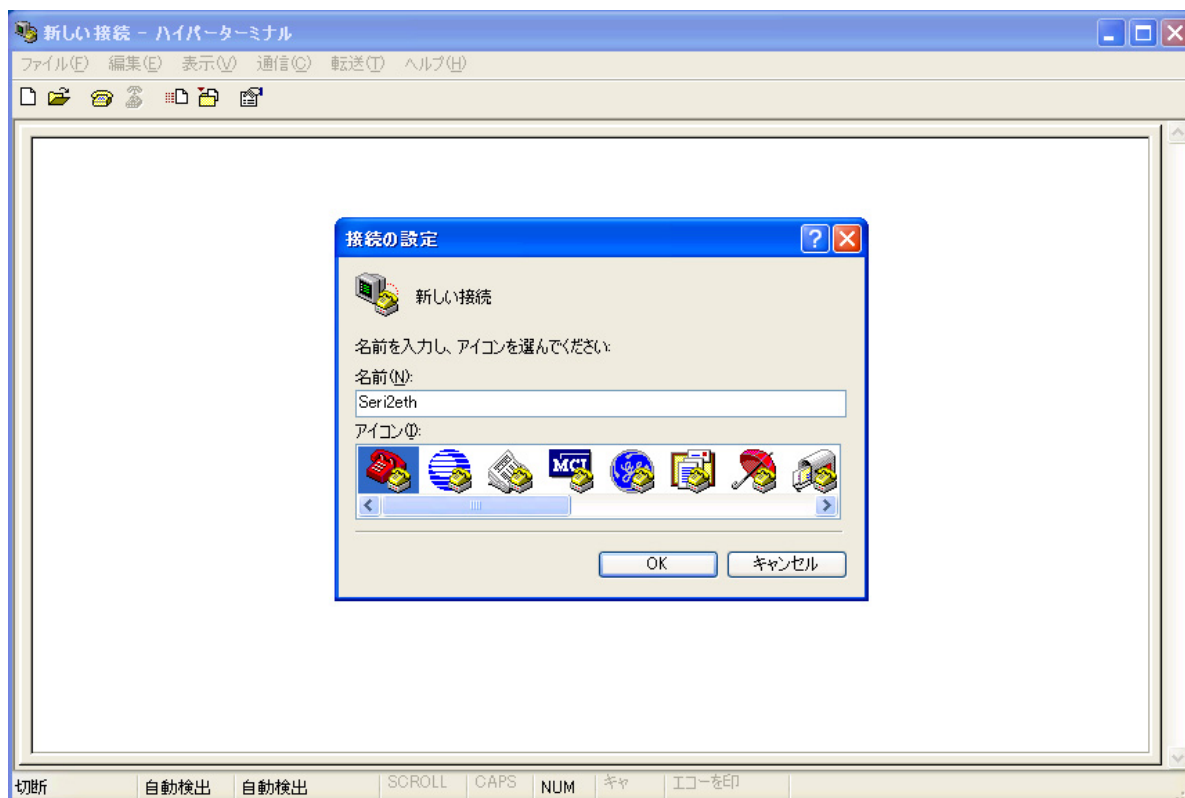 新しい接続 - ハイパーターミナル
ファイル(F) 編集(E) 表示(V) 通信(C) 転送(T) ヘルプ(H)
接続の設定
新しい接続
名前を入力し、アイコンを選んでください:
名前(N):
Seri2eth
アイコン(I):
MCI
OK キャンセル
切断 自動検出 自動検出 SCROLL CAPS NUM キャ エコーを印